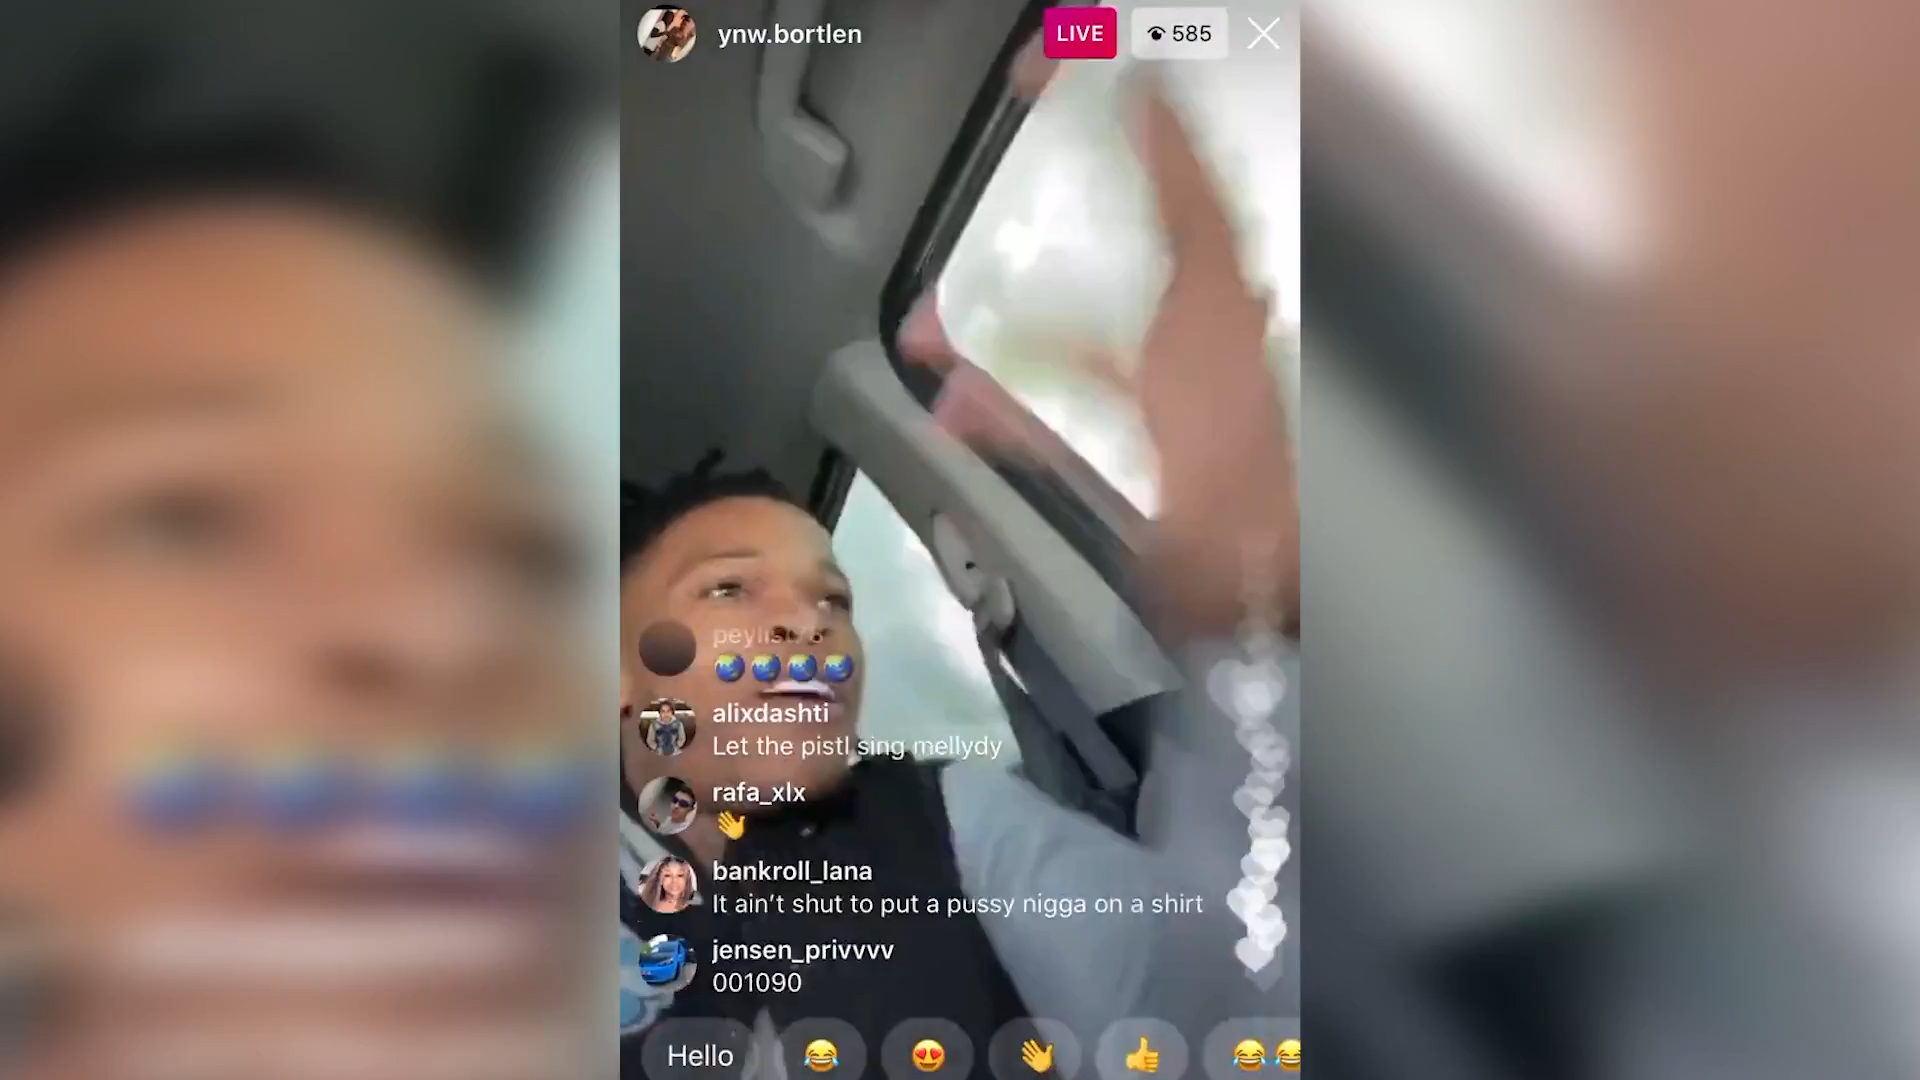 ynw.bortlen
LIVE
585
alixdashti
Let the pistl sing mellydy
rafa_xlx
bankroll_lana
It ain't shut to put a pussy nigga on a shirt
jensen_privvvv
001090
Hello